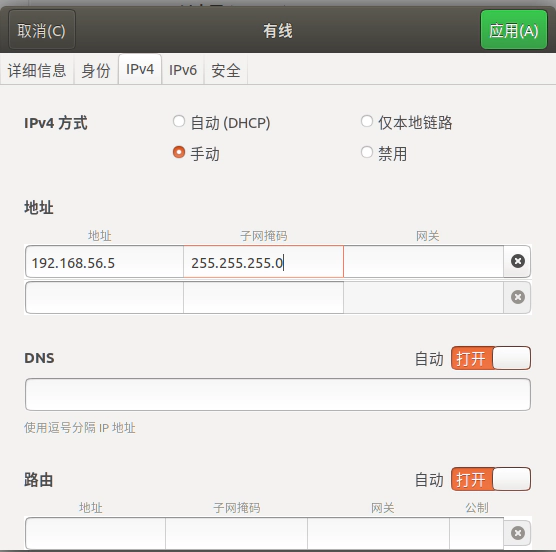 取消(C) 有线 应用(A)
详细信息 身份 IPv4 IPv6 安全
IPv4 方式 自动 (DHCP) 仅本地链路
手动 禁用
地址
地址 子网掩码 网关
192.168.56.5 255.255.255.0
DNS 自动 打开
使用逗号分隔 IP 地址
路由 自动 打开
地址 子网掩码 网关 公制